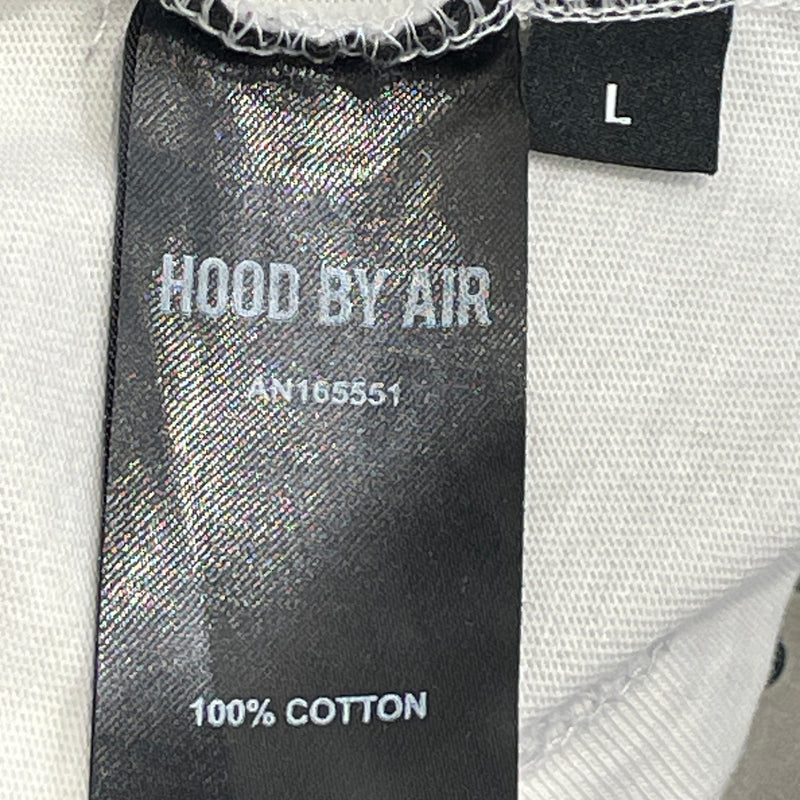 L
HOOD BY AIR
AN165551
100% COTTON